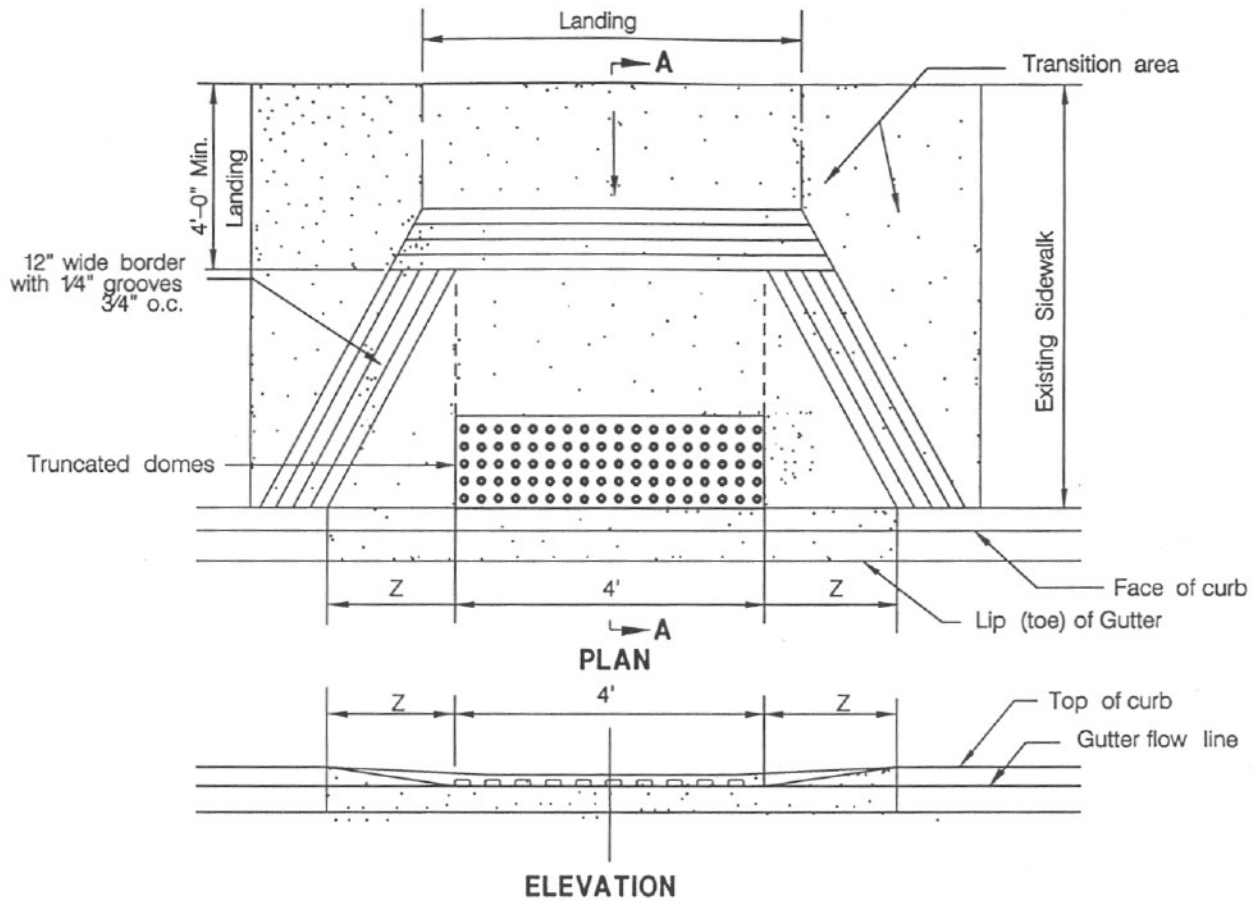 Landing
A
Transition area
4'-0" Min.
Landing
12" wide border
with 1/4" grooves
3/4" o.c.
Existing Sidewalk
Truncated domes
Z
4'
Z
Face of curb
Lip (toe) of Gutter
A
PLAN
Z
4'
Z
Top of curb
Gutter flow line
ELEVATION